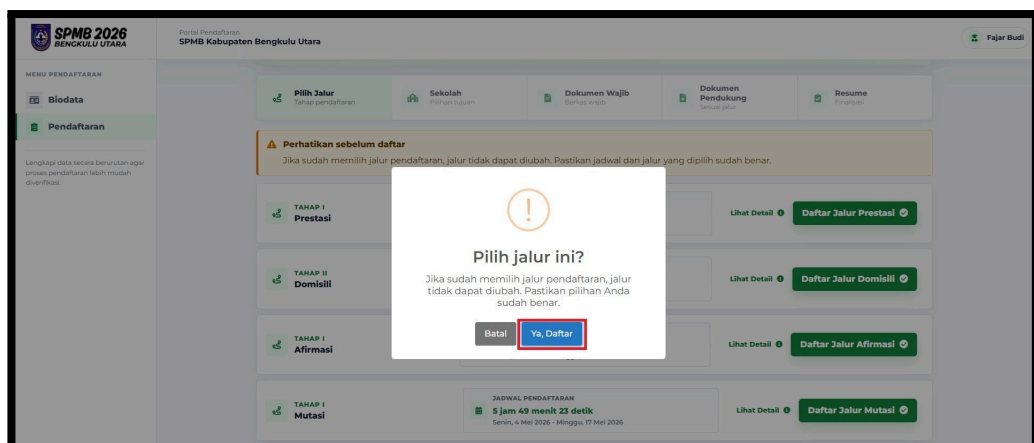 SPMB 2026
BENGKULU UTARA
Portal Pendaftaran
SPMB Kabupaten Bengkulu Utara
Fajar Budi
MENU PENDAFTARAN
Biodata
Pendaftaran
Lengkapi data secara berurutan agar
proses pendaftaran lebih mudah
diverifikasi.
Pilih Jalur
Tahap pendaftaran
Sekolah
Pilihan tujuan
Dokumen Wajib
Berkas wajib
Dokumen
Pendukung
Sesuai jalur
Resume
Finalisasi
Perhatikan sebelum daftar
Jika sudah memilih jalur pendaftaran, jalur tidak dapat diubah. Pastikan jadwal dan jalur yang dipilih sudah benar.
TAHAP I
Prestasi
Lihat Detail
Daftar Jalur Prestasi
TAHAP II
Domisili
Lihat Detail
Daftar Jalur Domisili
TAHAP I
Afirmasi
Lihat Detail
Daftar Jalur Afirmasi
TAHAP I
Mutasi
JADWAL PENDAFTARAN
5 jam 49 menit 23 detik
Senin, 4 Mei 2026 - Minggu, 17 Mei 2026
Lihat Detail
Daftar Jalur Mutasi
Pilih jalur ini?
Jika sudah memilih jalur pendaftaran, jalur
tidak dapat diubah. Pastikan pilihan Anda
sudah benar.
Batal
Ya, Daftar